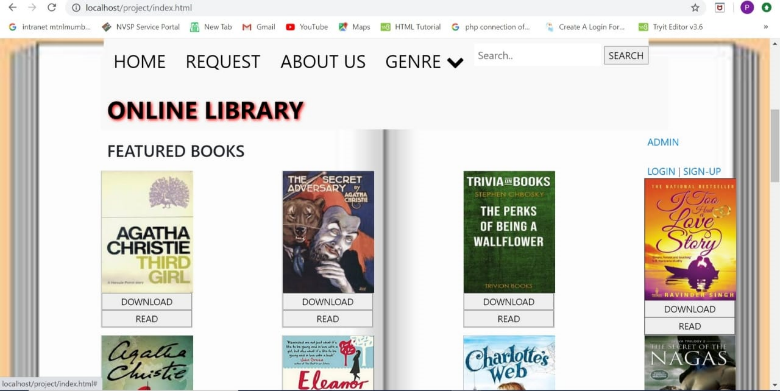 localhost/project/index.html
Intranet mtnlmumb...
NVSP Service Portal
New Tab
Gmail
YouTube
Maps
HTML Tutorial
php connection of...
Create A Login For...
Tryit Editor v3.6
»
HOME
REQUEST
ABOUT US
GENRE
Search..
SEARCH
ONLINE LIBRARY
FEATURED BOOKS
ADMIN
LOGIN | SIGN-UP
AGATHA
CHRISTIE
THIRD
GIRL
DOWNLOAD
READ
THE SECRET
ADVERSARY
BY
AGATHA
CHRISTIE
DOWNLOAD
READ
TRIVIA ON BOOKS
THE PERKS
OF BEING A
WALLFLOWER
TRIVION BOOKS
DOWNLOAD
READ
THE NATIONAL BESTSELLER
I Too
Had a
Love
Story
RAVINDER SINGH
DOWNLOAD
READ
Agatha
Christie
Eleanor
Charlotte's
Web
THE SECRET OF THE
NAGAS
localhost/project/index.html#